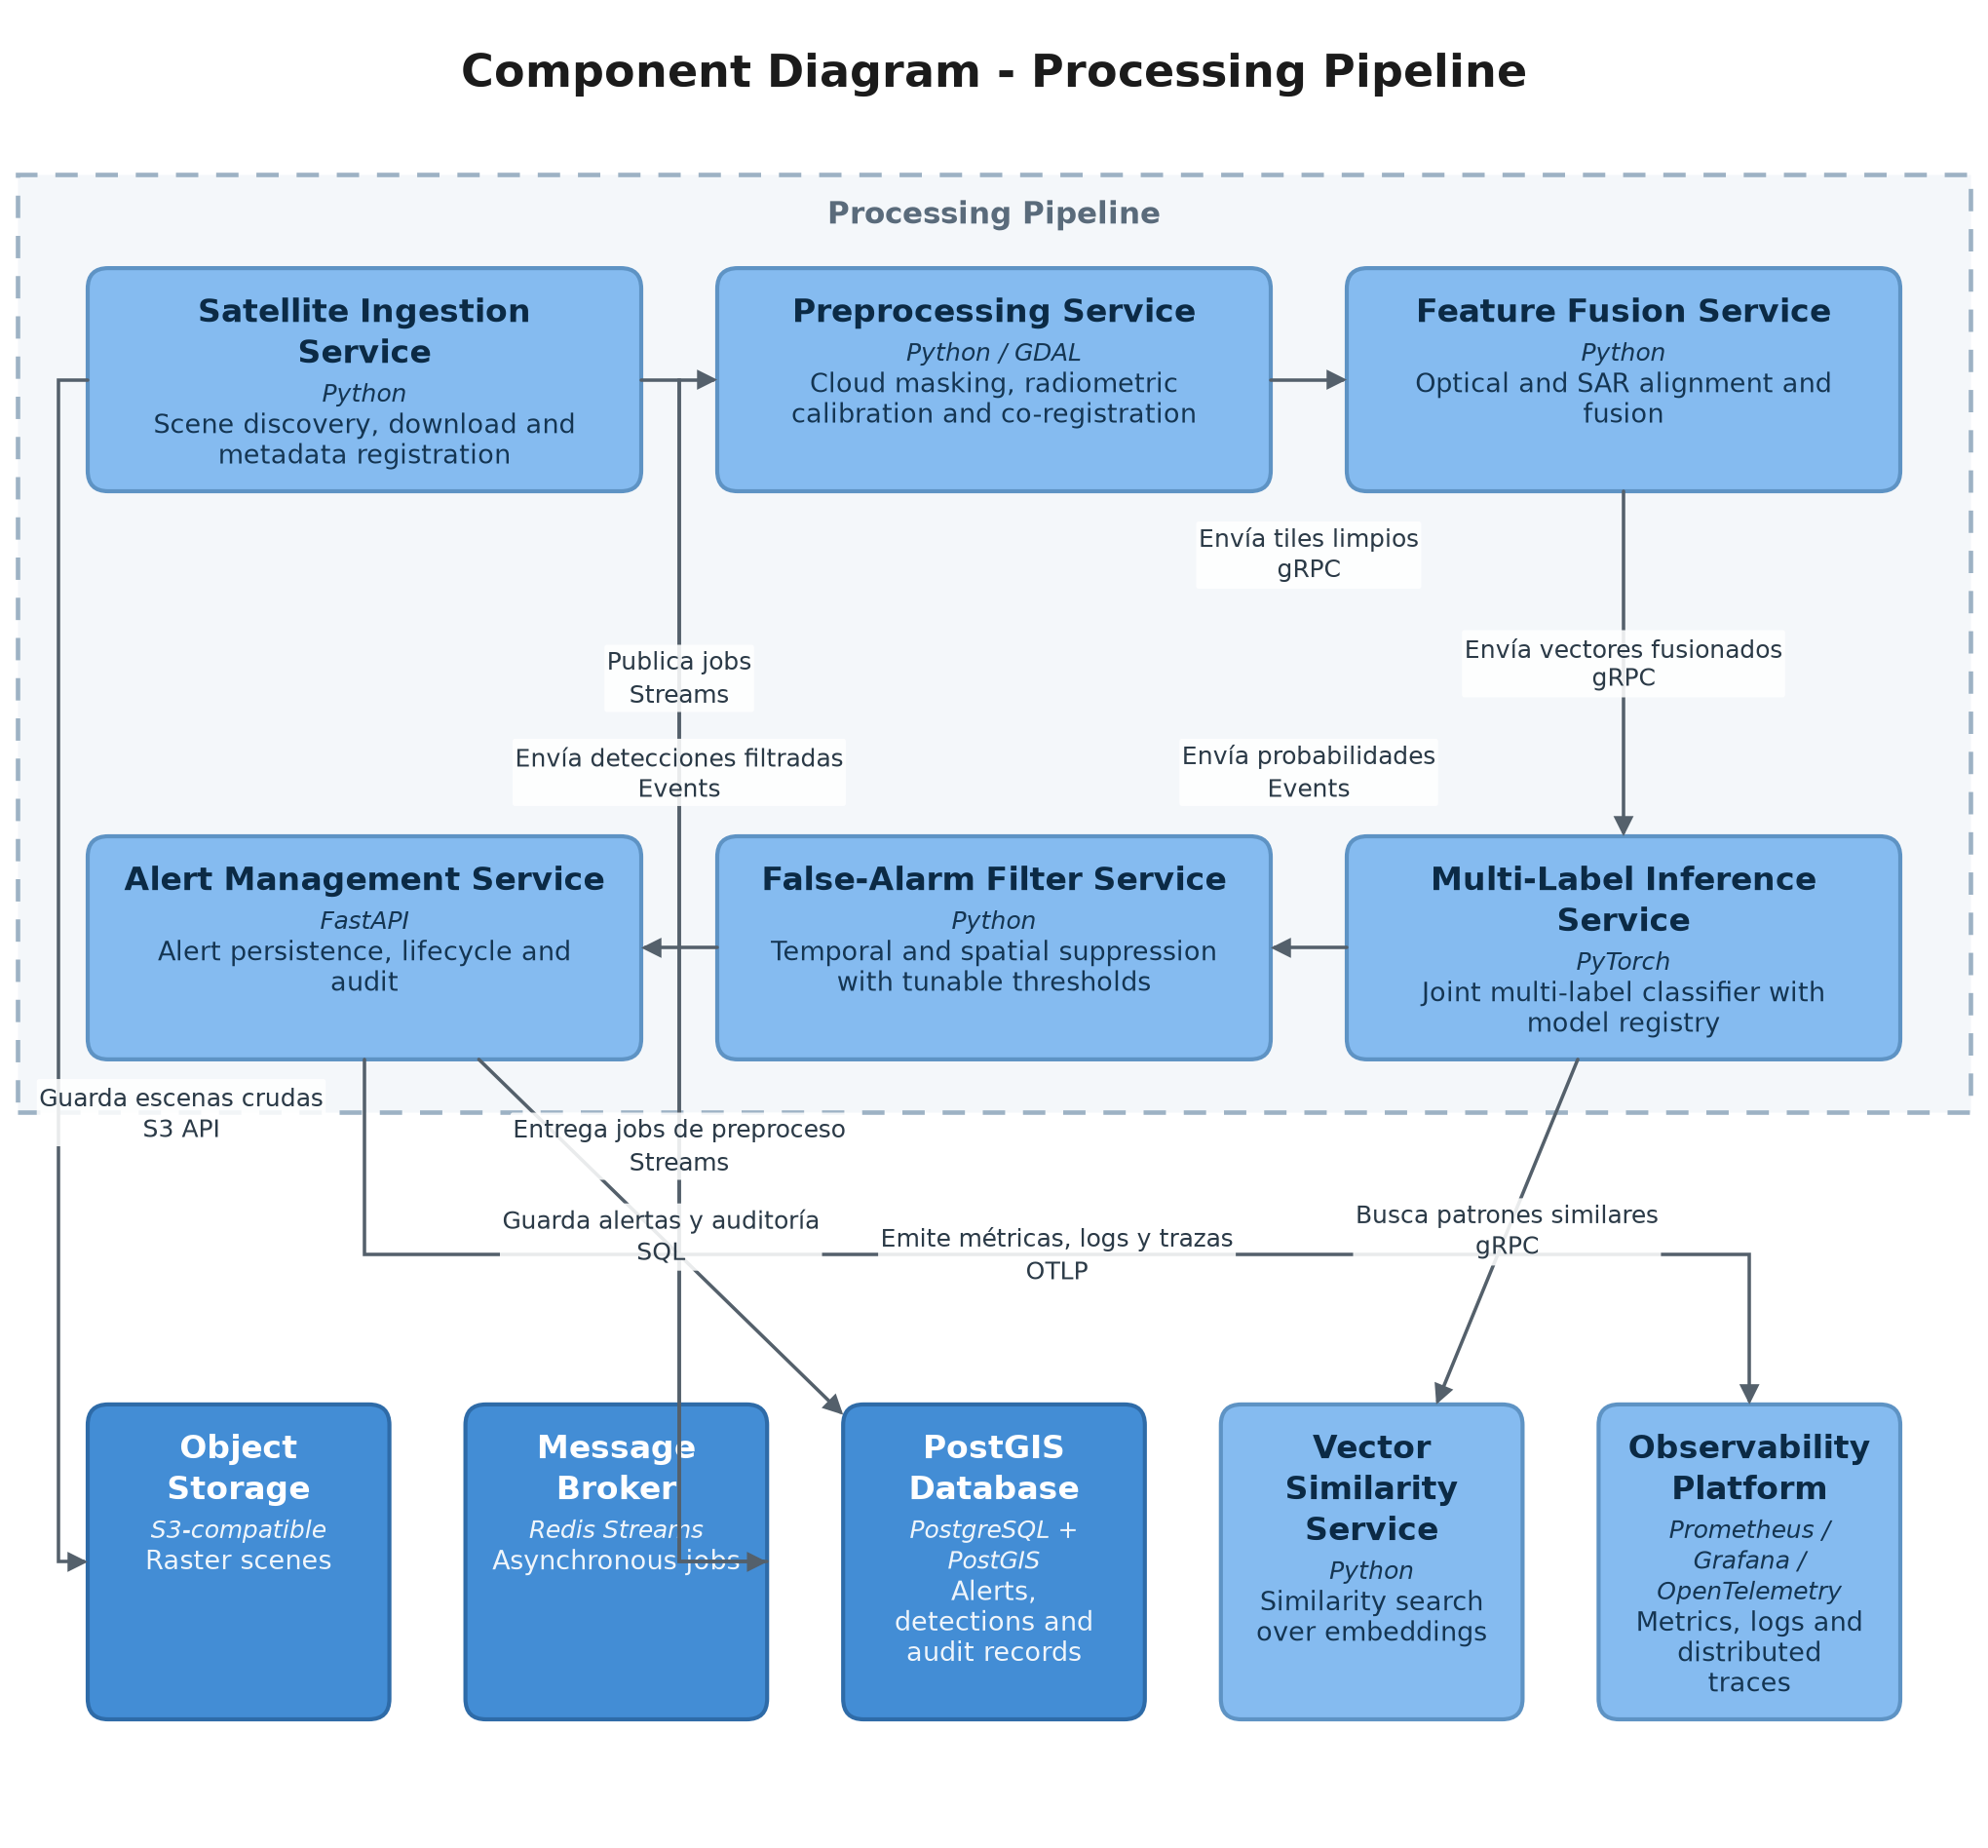 Component Diagram - Processing Pipeline
Processing Pipeline
Satellite Ingestion
Service
Python
Scene discovery, download and
metadata registration
Preprocessing Service
Python / GDAL
Cloud masking, radiometric
calibration and co-registration
Feature Fusion Service
Python
Optical and SAR alignment and
fusion
Envía tiles limpios
gRPC
Publica jobs
Streams
Envía vectores fusionados
gRPC
Envía detecciones filtradas
Events
Envía probabilidades
Events
Alert Management Service
FastAPI
Alert persistence, lifecycle and
audit
False-Alarm Filter Service
Python
Temporal and spatial suppression
with tunable thresholds
Multi-Label Inference
Service
PyTorch
Joint multi-label classifier with
model registry
Guarda escenas crudas
S3 API
Entrega jobs de preproceso
Streams
Guarda alertas y auditoría
SQL
Emite métricas, logs y trazas
OTLP
Busca patrones similares
gRPC
Object
Storage
S3-compatible
Raster scenes
Message
Broker
Redis Streams
Asynchronous jobs
PostGIS
Database
PostgreSQL +
PostGIS
Alerts,
detections and
audit records
Vector
Similarity
Service
Python
Similarity search
over embeddings
Observability
Platform
Prometheus /
Grafana /
OpenTelemetry
Metrics, logs and
distributed
traces